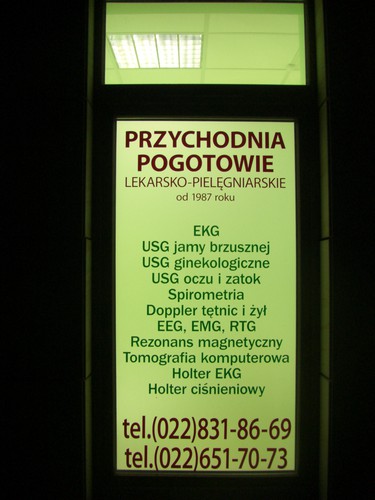 PRZYCHODNIA
POGOTOWIE
LEKARSKO-PIELĘGNIARSKIE
od 1987 roku
EKG
USG jamy brzusznej
USG ginekologiczne
USG oczu i zatok
Spirometria
Doppler tętnic i żył
EEG, EMG, RTG
Rezonans magnetyczny
Tomografia komputerowa
Holter EKG
Holter ciśnieniowy
tel.(022)831-86-69
tel.(022)651-70-73